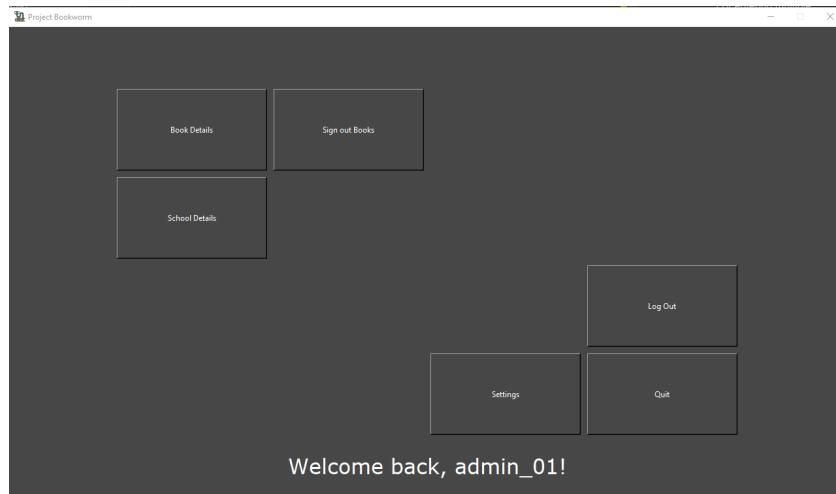 Project Bookworm
Book Details
Sign out Books
School Details
Log Out
Settings
Quit
Welcome back, admin_01!